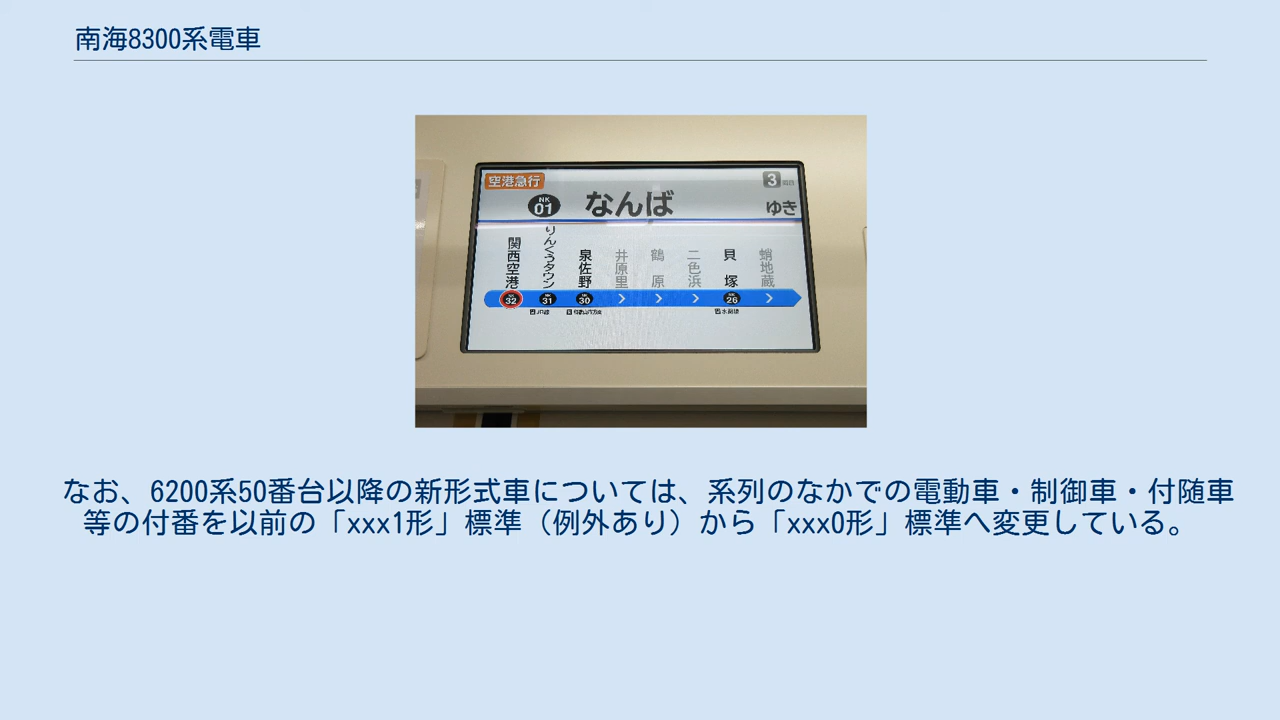 南海8300系電車
空港急行
3
NK
01
なんば
ゆき
関西空港
りんくうタウン
泉佐野
井原里
鶴原
二色浜
貝塚
蛸地蔵
32
31
30
26
なお、6200系50番台以降の新形式車については、系列のなかでの電動車・制御車・付随車
等の付番を以前の「xxx1形」標準（例外あり）から「xxx0形」標準へ変更している。